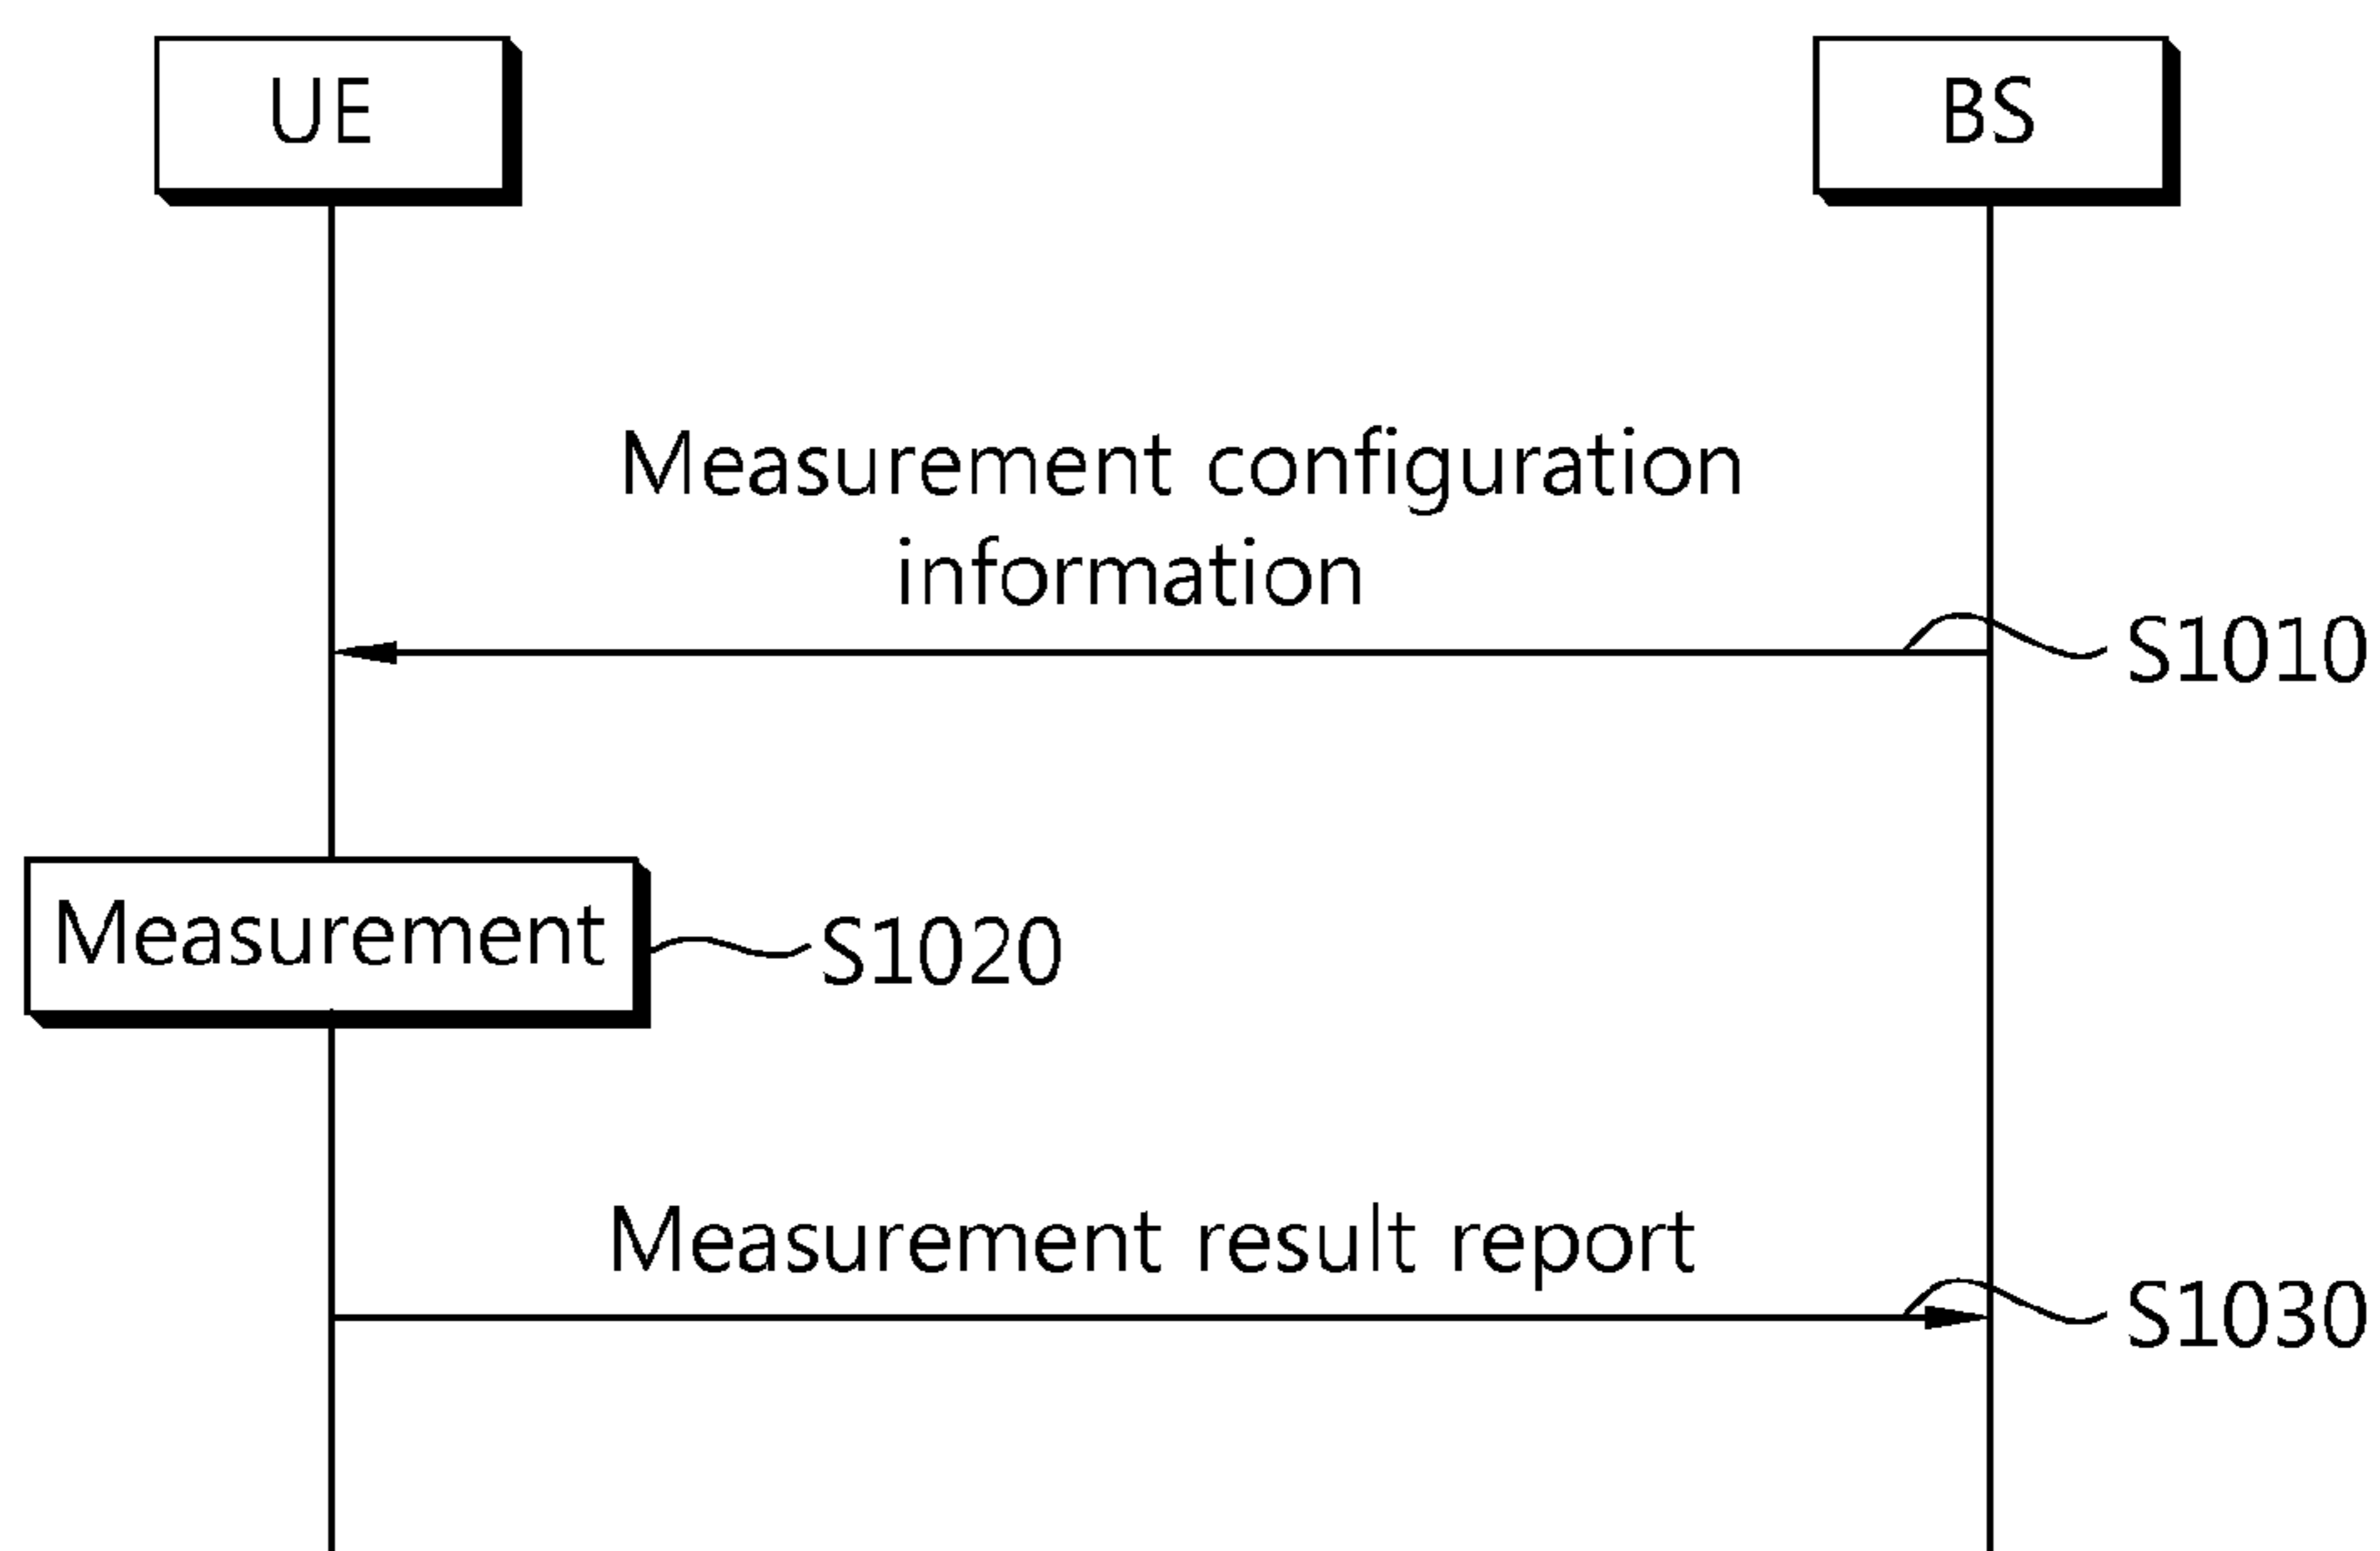 UE
BS
Measurement configuration
information
S1010
Measurement
S1020
Measurement result report
S1030